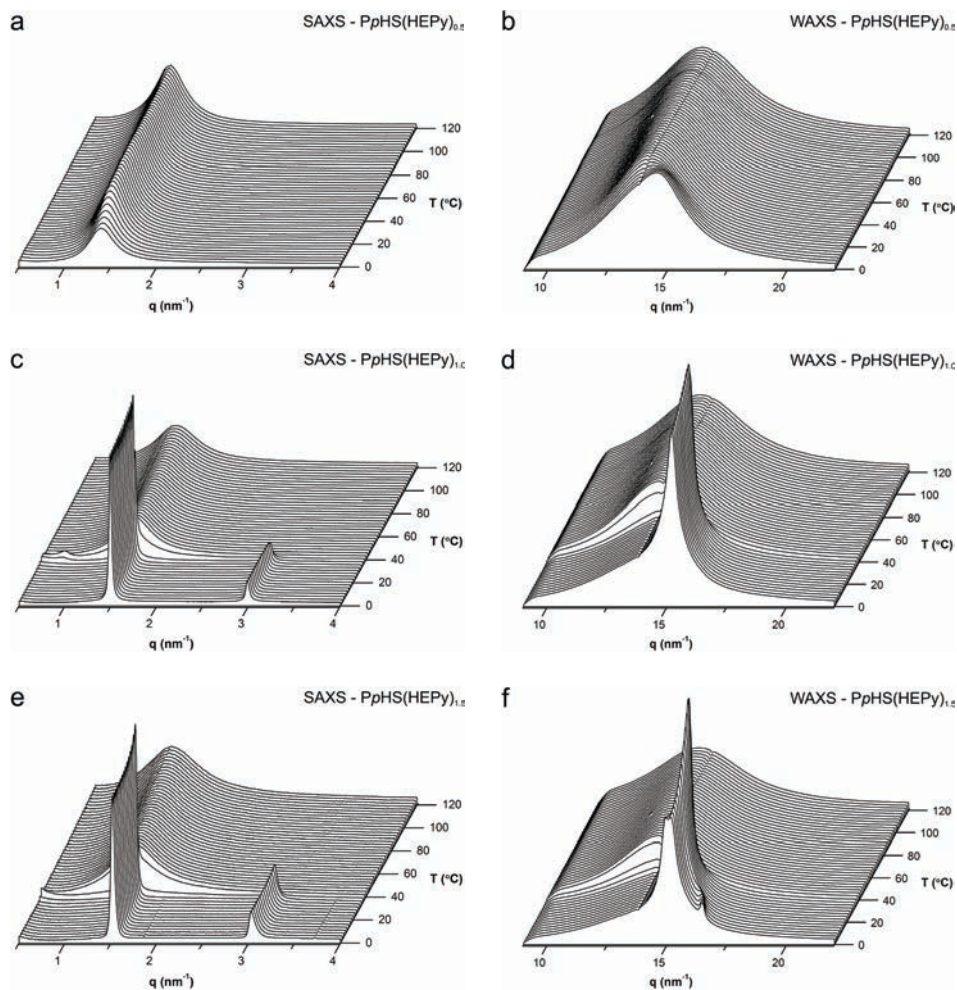 a
SAXS - PpHS(HEPy)0.5
120
100
80
60
T (°C)
40
20
0
1
2
3
4
q (nm-1)
b
WAXS - PpHS(HEPy)0.5
120
100
80
60
T (°C)
40
20
0
10
15
20
q (nm-1)
c
SAXS - PpHS(HEPy)1.0
120
100
80
60
T (°C)
40
20
0
1
2
3
4
q (nm-1)
d
WAXS - PpHS(HEPy)1.0
120
100
80
60
T (°C)
40
20
0
10
15
20
q (nm-1)
e
SAXS - PpHS(HEPy)1.5
120
100
80
60
T (°C)
40
20
0
1
2
3
4
q (nm-1)
f
WAXS - PpHS(HEPy)1.5
120
100
80
60
T (°C)
40
20
0
10
15
20
q (nm-1)